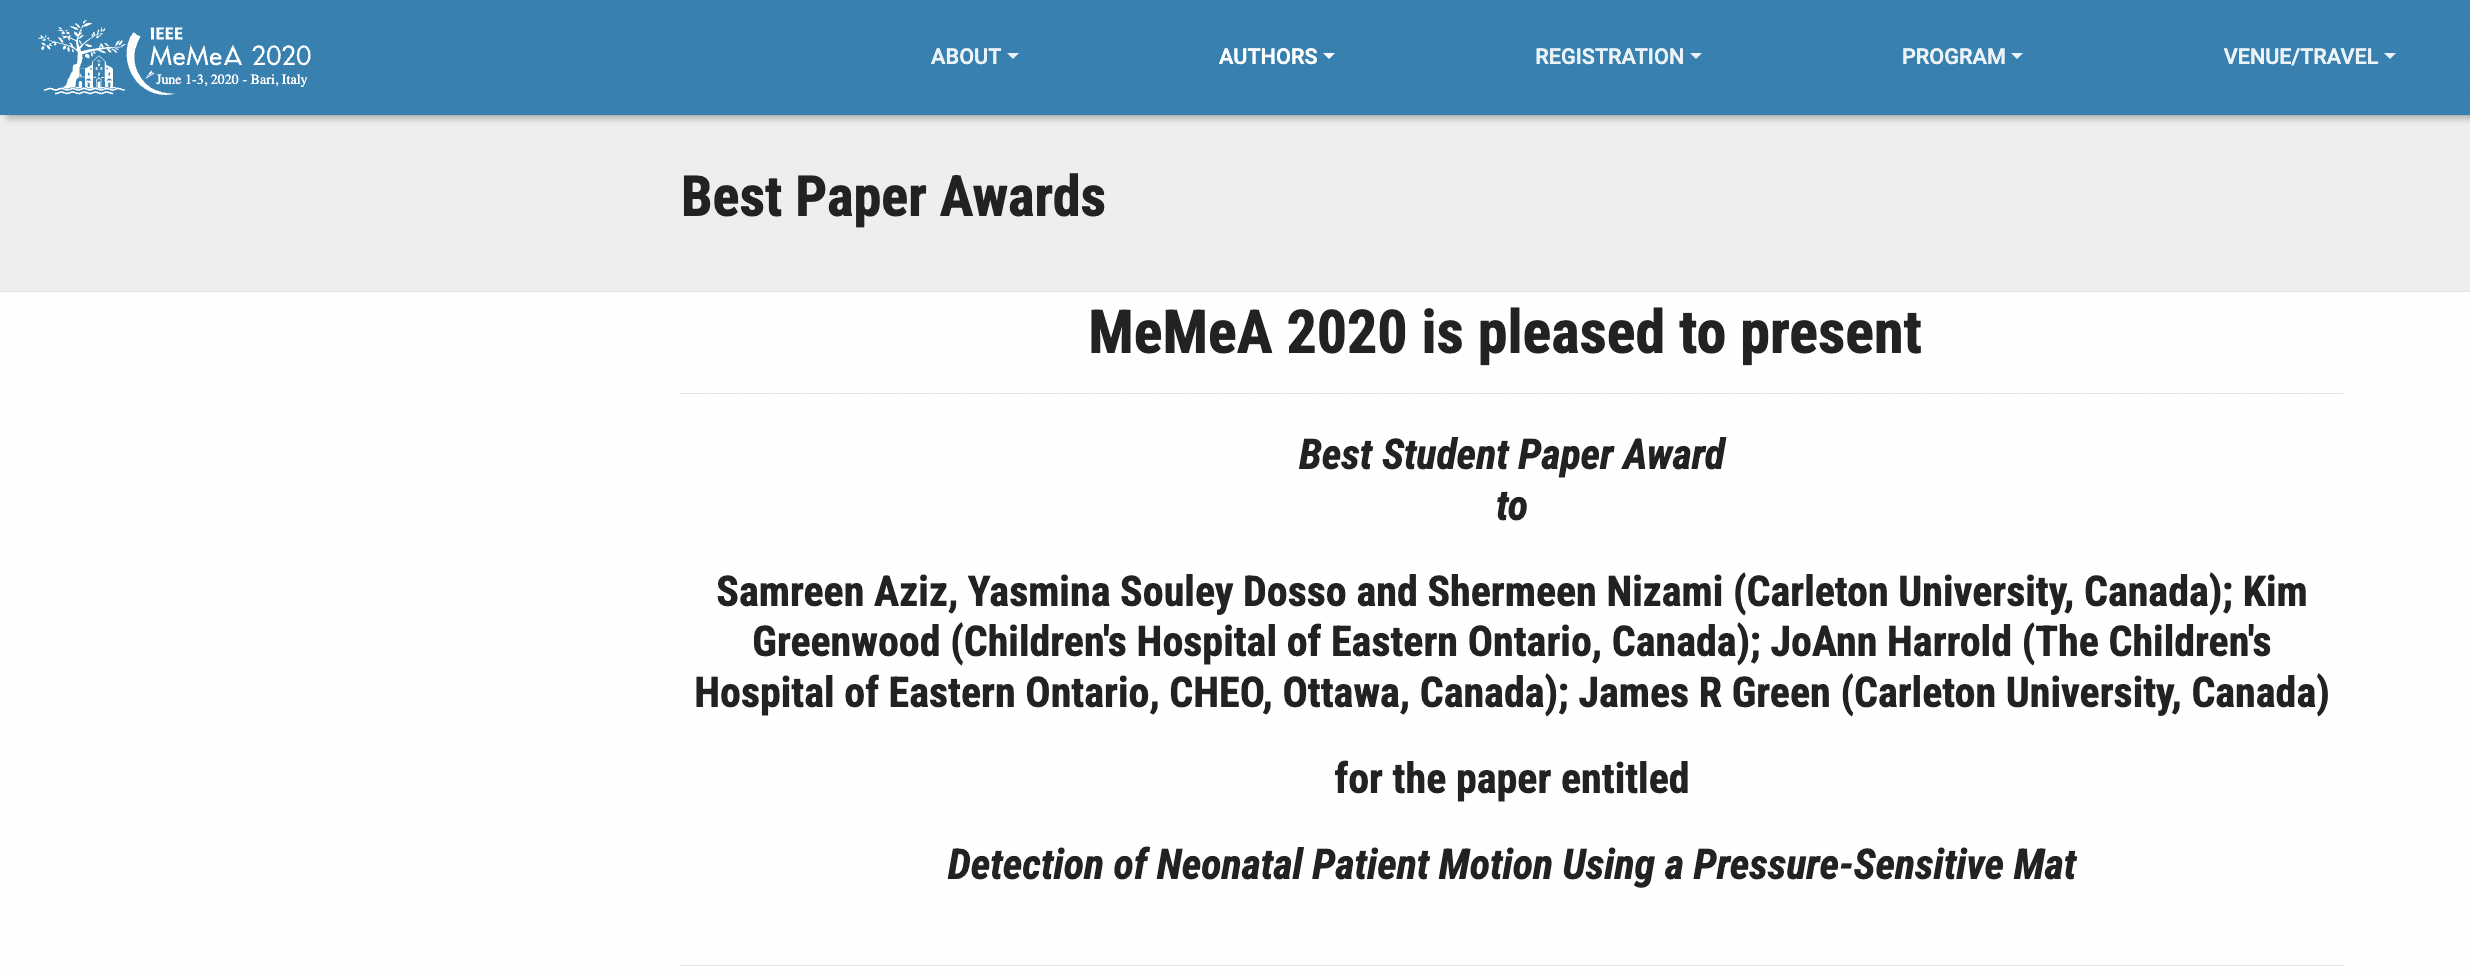 IEEE
MeMeA 2020
June 1-3, 2020 - Bari, Italy
ABOUT
AUTHORS
REGISTRATION
PROGRAM
VENUE/TRAVEL
Best Paper Awards
MeMeA 2020 is pleased to present
Best Student Paper Award
to
Samreen Aziz, Yasmina Souley Dosso and Shermeen Nizami (Carleton University, Canada); Kim
Greenwood (Children's Hospital of Eastern Ontario, Canada); JoAnn Harrold (The Children's
Hospital of Eastern Ontario, CHEO, Ottawa, Canada); James R Green (Carleton University, Canada)
for the paper entitled
Detection of Neonatal Patient Motion Using a Pressure-Sensitive Mat